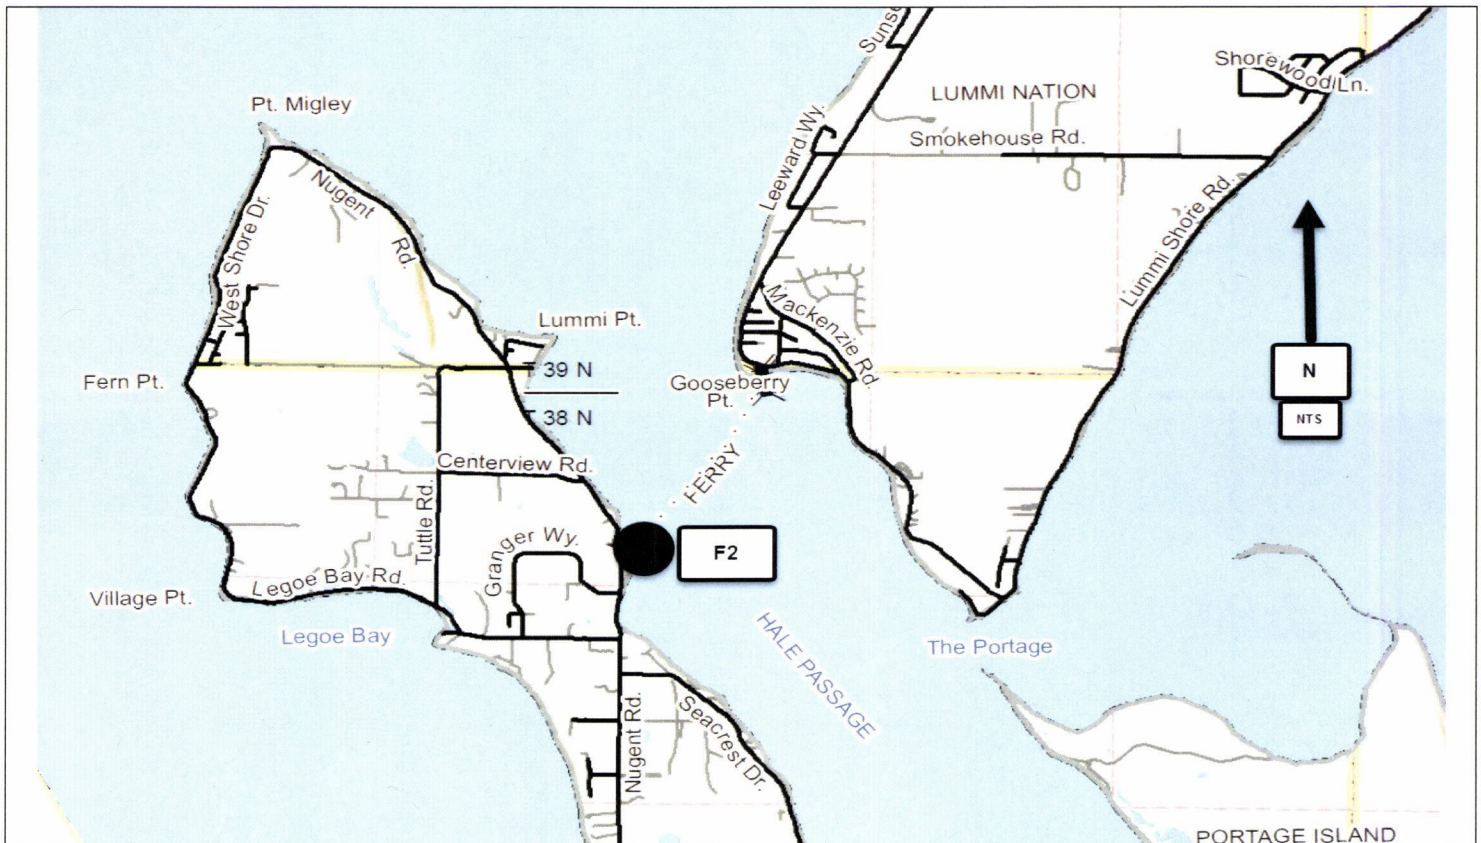 Sunse
Shorewood Ln.
Pt. Migley
LUMMI NATION
Smokehouse Rd.
Leeward Wy.
Nugent
Rd.
West Shore Dr.
Lummi Shore Rd.
Mackenzie Rd
Lummi Pt.
39 N
Fern Pt.
Gooseberry
Pt.
N
NTS
38 N
Centerview Rd.
FERRY
Tuttle Rd.
Granger Wy.
F2
Legoe Bay Rd.
Village Pt.
Legoe Bay
HALE PASSAGE
The Portage
Nugent Rd.
Seacrest Dr.
PORTAGE ISLAND